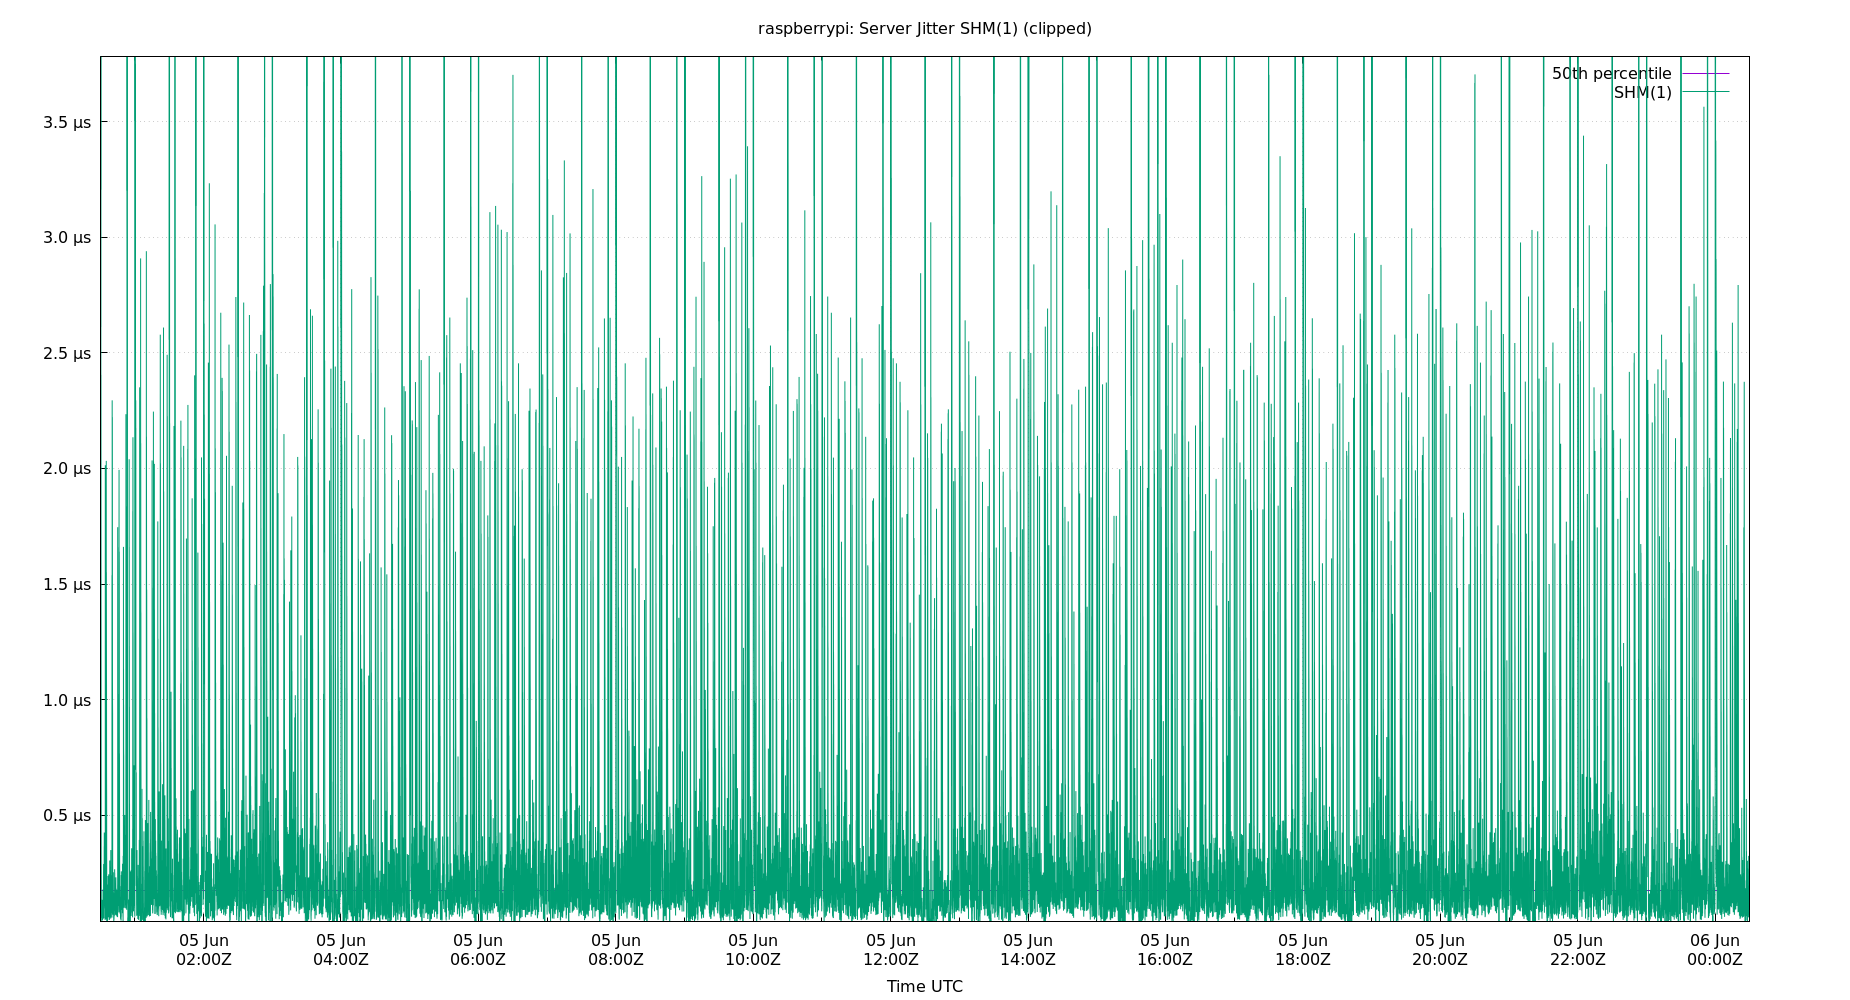 raspberrypi: Server Jitter SHM(1) (clipped)
50th percentile
SHM(1)
3.5 µs
3.0 µs
2.5 µs
2.0 µs
1.5 µs
1.0 µs
0.5 µs
05 Jun 05 Jun 05 Jun 05 Jun 05 Jun 05 Jun 05 Jun 05 Jun 05 Jun 05 Jun 05 Jun 06 Jun
02:00Z 04:00Z 06:00Z 08:00Z 10:00Z 12:00Z 14:00Z 16:00Z 18:00Z 20:00Z 22:00Z 00:00Z
Time UTC